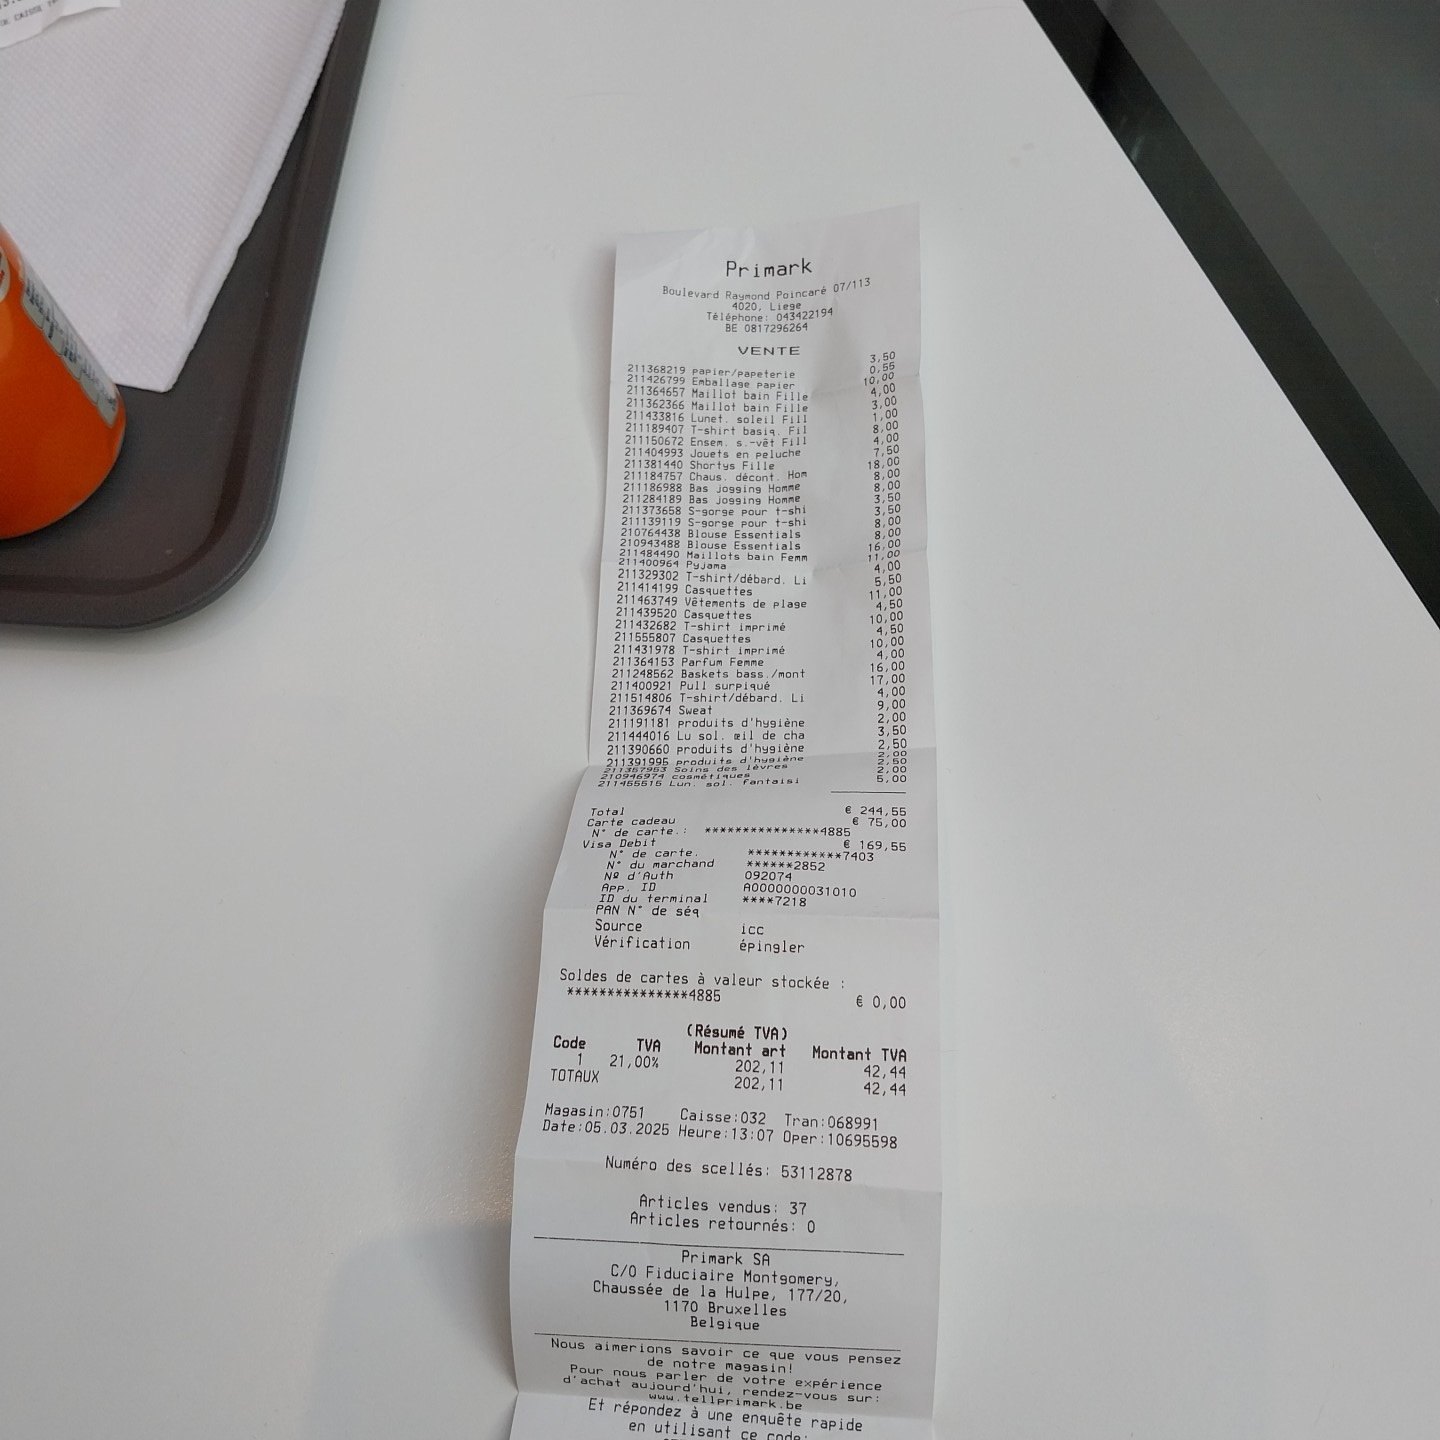 Primark
Boulevard Raymond Poincaré 07/113
4020, Liege
Téléphone: 043422194
BE 0817296264
VENTE
211368219 papier/papeterie 3,50
211426799 Emballage papier 0,55
211364657 Maillot bain Fille 10,00
211362366 Maillot bain Fille 4,00
211433816 Lunet. soleil Fill 3,00
211189407 T-shirt basiq. Fil 1,00
211150672 Ensem. s.-vêt Fill 8,00
211404993 Jouets en peluche 4,00
211381440 Shortys Fille 7,50
211184757 Chaus. décont. Hom 18,00
211186988 Bas jogging Homme 8,00
211284189 Bas jogging Homme 8,00
211373658 S-gorge pour t-shi 3,50
211139119 S-gorge pour t-shi 3,50
210764438 Blouse Essentials 8,00
210943488 Blouse Essentials 8,00
211484490 Maillots bain Femm 16,00
211400964 Pyjama 11,00
211329302 T-shirt/débard. Li 4,00
211414199 Casquettes 5,50
211463749 Vêtements de plage 11,00
211439520 Casquettes 4,50
211432682 T-shirt imprimé 10,00
211555807 Casquettes 4,50
211431978 T-shirt imprimé 10,00
211364153 Parfum Femme 4,00
211248562 Baskets bass./mont 16,00
211400921 Pull surpiqué 17,00
211514806 T-shirt/débard. Li 4,00
211369674 Sweat 9,00
211191181 produits d'hygiène 2,00
211444016 Lu sol. œil de cha 3,50
211390660 produits d'hygiène 2,50
211391995 produits d'hygiène 2,00
211357953 Soins des lèvres 2,50
210946974 cosmétiques 2,00
211455515 Lun. sol. fantaisi 5,00
Total € 244,55
Carte cadeau € 75,00
N° de carte.: ***************4885
Visa Debit € 169,55
N° de carte. ************7403
N° du marchand ******2852
Nº d'Auth 092074
App. ID A0000000031010
ID du terminal ****7218
PAN N° de séq
Source icc
Vérification épingler
Soldes de cartes à valeur stockée :
***************4885 € 0,00
(Résumé TVA)
Code TVA Montant art Montant TVA
1 21,00% 202,11 42,44
TOTAUX 202,11 42,44
Magasin:0751 Caisse:032 Tran:068991
Date:05.03.2025 Heure:13:07 Oper:10695598
Numéro des scellés: 53112878
Articles vendus: 37
Articles retournés: 0
Primark SA
C/O Fiduciaire Montgomery,
Chaussée de la Hulpe, 177/20,
1170 Bruxelles
Belgique
Nous aimerions savoir ce que vous pensez
de notre magasin!
Pour nous parler de votre expérience
d'achat aujourd'hui, rendez-vous sur:
www.tellprimark.be
Et répondez à une enquête rapide
en utilisant ce code: